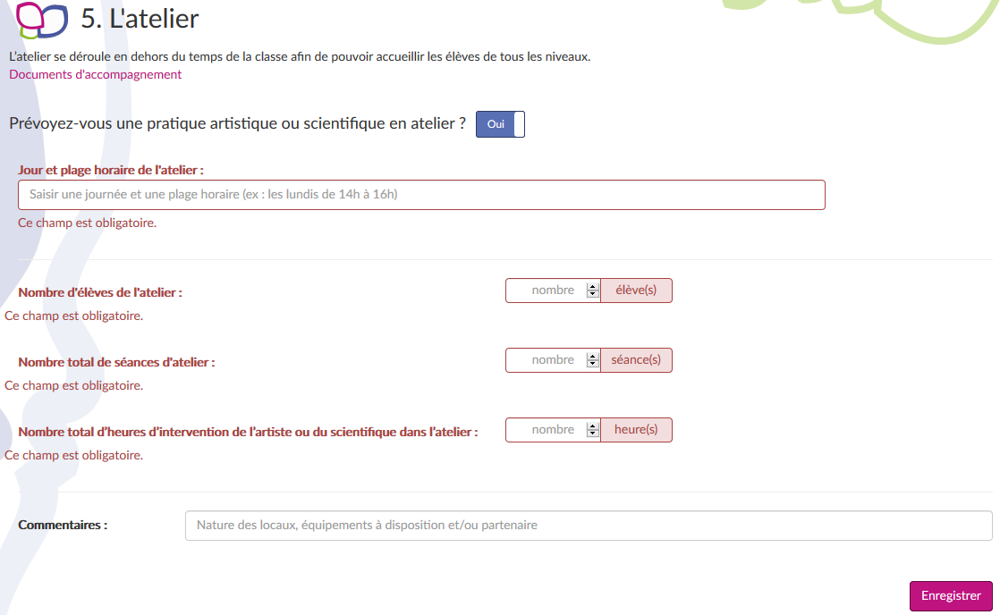 5. L'atelier
L'atelier se déroule en dehors du temps de la classe afin de pouvoir accueillir les élèves de tous les niveaux.
Documents d'accompagnement
Prévoyez-vous une pratique artistique ou scientifique en atelier ? Oui
Jour et plage horaire de l'atelier :
Saisir une journée et une plage horaire (ex : les lundis de 14h à 16h)
Ce champ est obligatoire.
Nombre d'élèves de l'atelier : nombre élève(s)
Ce champ est obligatoire.
Nombre total de séances d'atelier : nombre séance(s)
Ce champ est obligatoire.
Nombre total d’heures d’intervention de l’artiste ou du scientifique dans l’atelier : nombre heure(s)
Ce champ est obligatoire.
Commentaires : Nature des locaux, équipements à disposition et/ou partenaire
Enregistrer